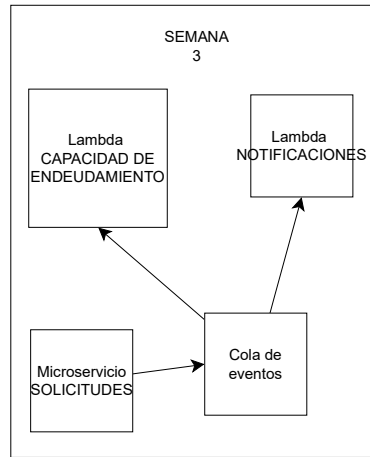 SEMANA
3
Lambda
CAPACIDAD DE
ENDEUDAMIENTO
Lambda
NOTIFICACIONES
Microservicio
SOLICITUDES
Cola de
eventos